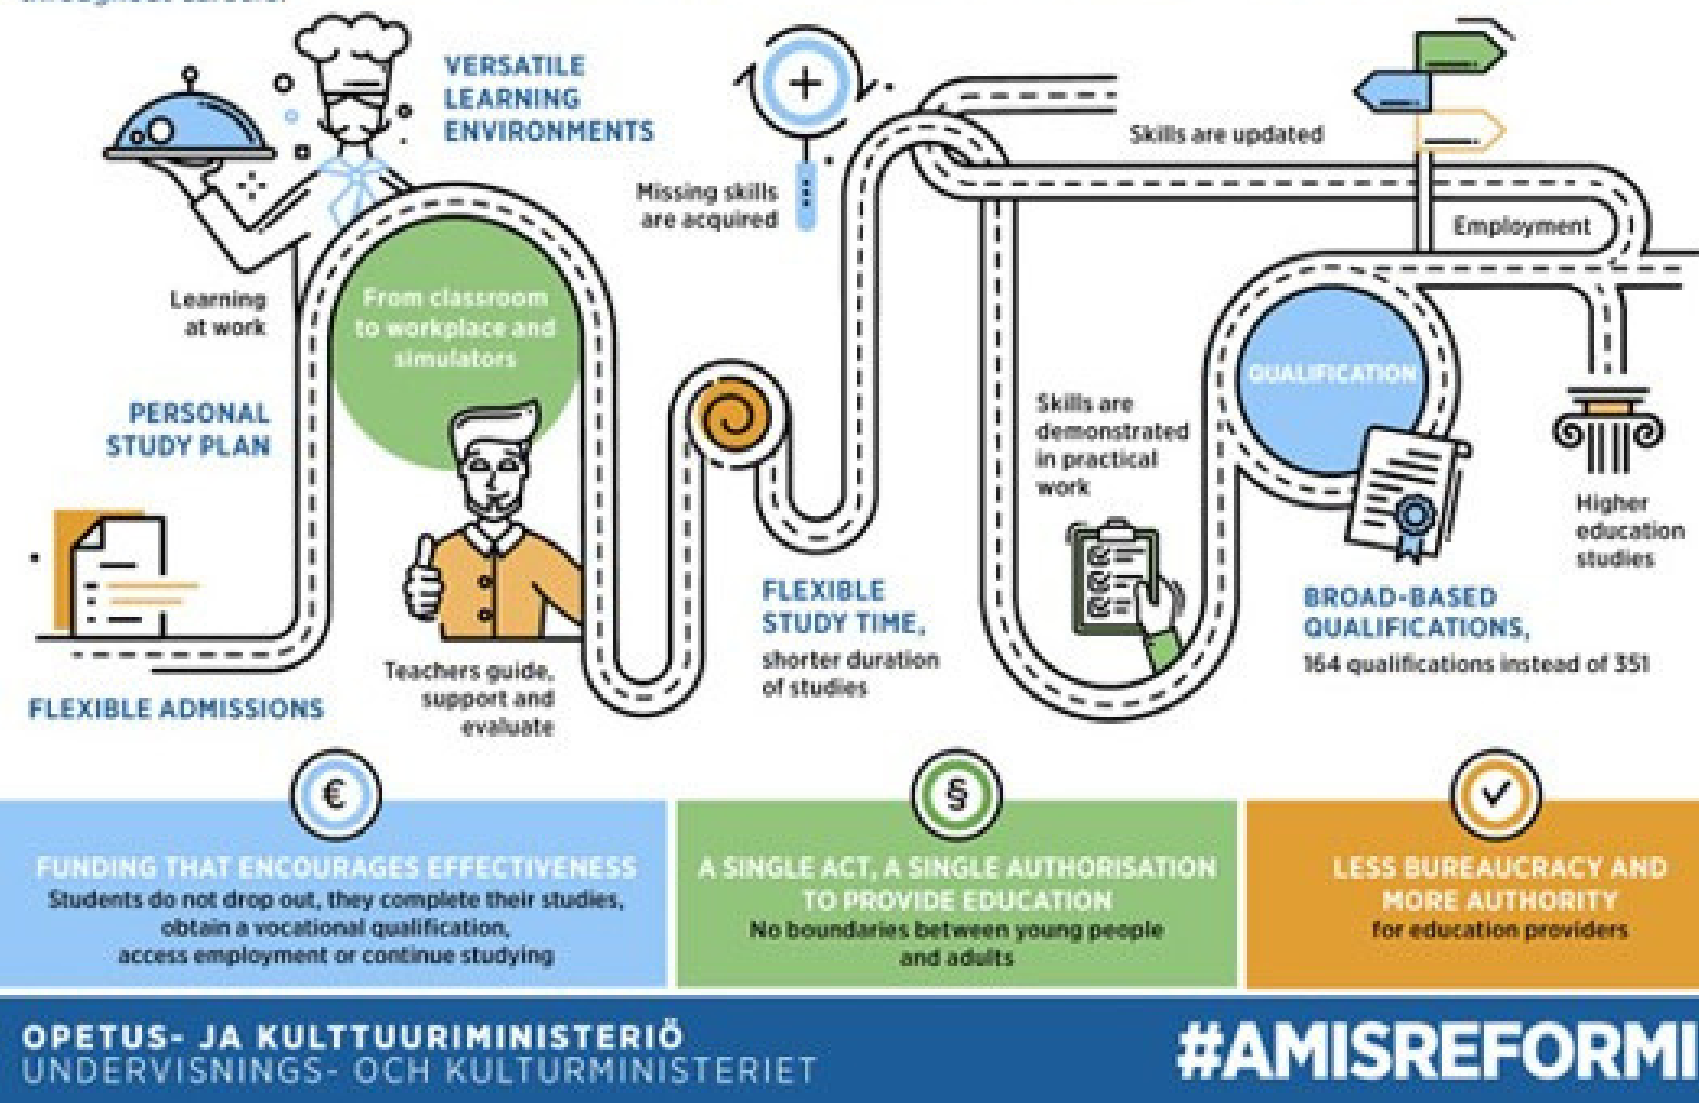 VERSATILE
LEARNING
ENVIRONMENTS
Missing skills
are acquired
Skills are updated
Employment
Learning
at work
From classroom
to workplace and
simulators
PERSONAL
STUDY PLAN
QUALIFICATION
Skills are
demonstrated
in practical
work
Higher
education
studies
FLEXIBLE
STUDY TIME,
shorter duration
of studies
BROAD-BASED
QUALIFICATIONS,
164 qualifications instead of 351
Teachers guide,
support and
evaluate
FLEXIBLE ADMISSIONS
€
§
FUNDING THAT ENCOURAGES EFFECTIVENESS
Students do not drop out, they complete their studies,
obtain a vocational qualification,
access employment or continue studying
A SINGLE ACT, A SINGLE AUTHORISATION
TO PROVIDE EDUCATION
No boundaries between young people
and adults
LESS BUREAUCRACY AND
MORE AUTHORITY
for education providers
OPETUS- JA KULTTUURIMINISTERIÖ
UNDERVISNINGS- OCH KULTURMINISTERIET
#AMISREFORMI